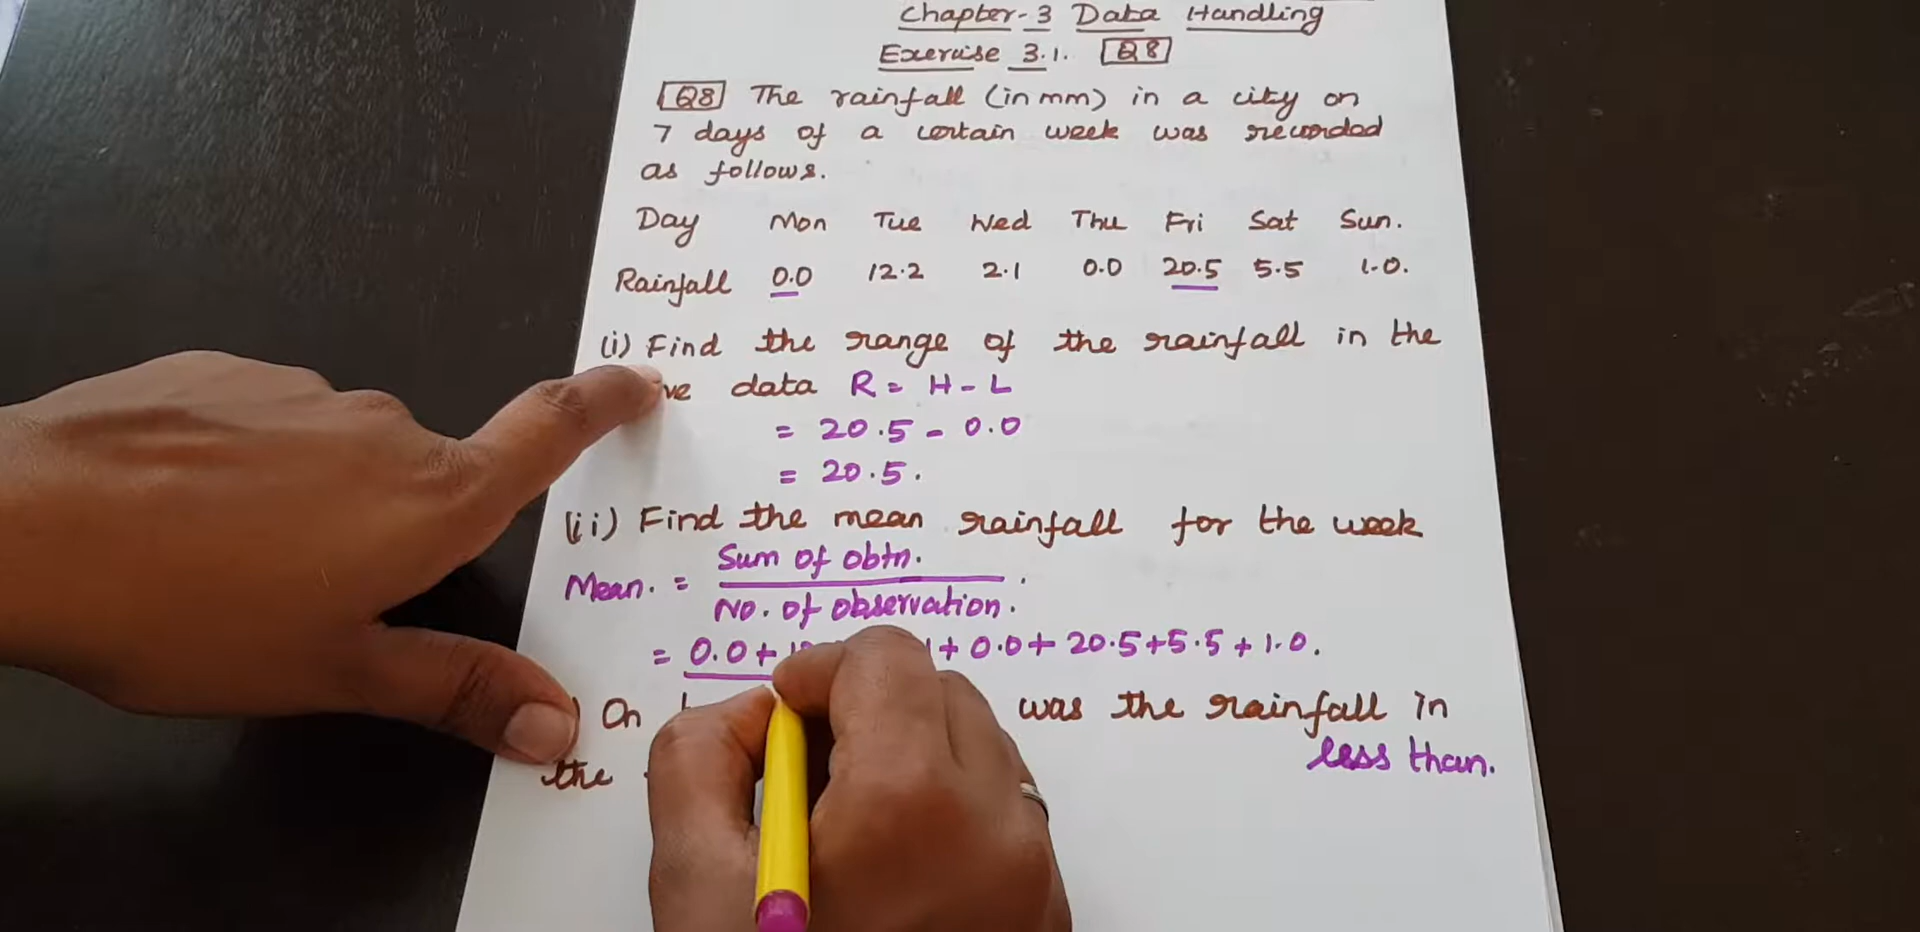 Chapter-3 Data Handling
Exercise 3.1. Q8
Q8 The rainfall (in mm) in a city on
7 days of a certain week was recorded
as follows.
Day Mon Tue Wed Thu Fri Sat Sun.
Rainfall 0.0 12.2 2.1 0.0 20.5 5.5 1.0.
(i) Find the range of the rainfall in the
ve data R = H - L
= 20.5 - 0.0
= 20.5.
(ii) Find the mean rainfall for the week
Sum of obtn.
Mean. =
No. of observation.
= 0.0 + + 0.0 + 20.5 + 5.5 + 1.0.
On was the rainfall in
less than.
the